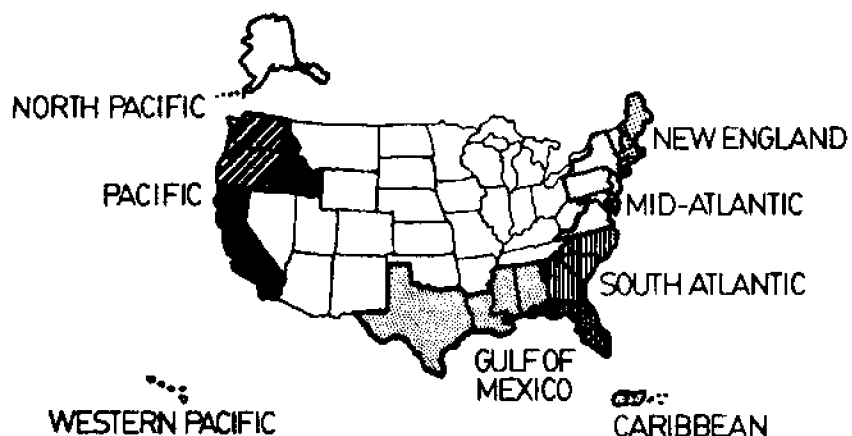 NORTH PACIFIC
NEW ENGLAND
PACIFIC
MID-ATLANTIC
SOUTH ATLANTIC
GULF OF
MEXICO
WESTERN PACIFIC
CARIBBEAN